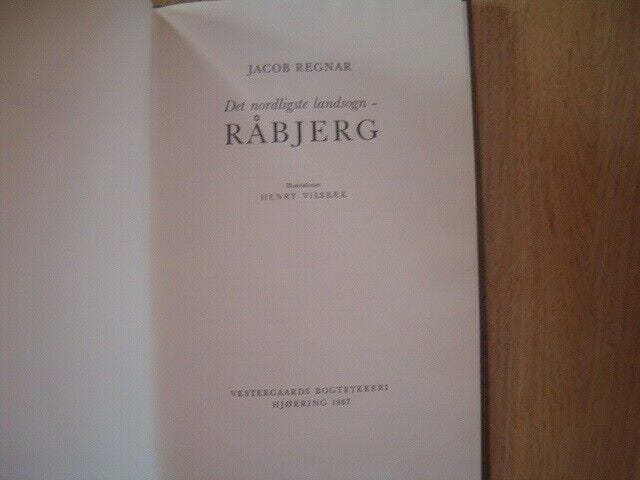 JACOB REGNAR
Det nordligste landsogn –
RÅBJERG
Illustrationer
HENRY VILSBÆK
VESTERGAARDS BOGTRYKKERI
HJØRRING 1967